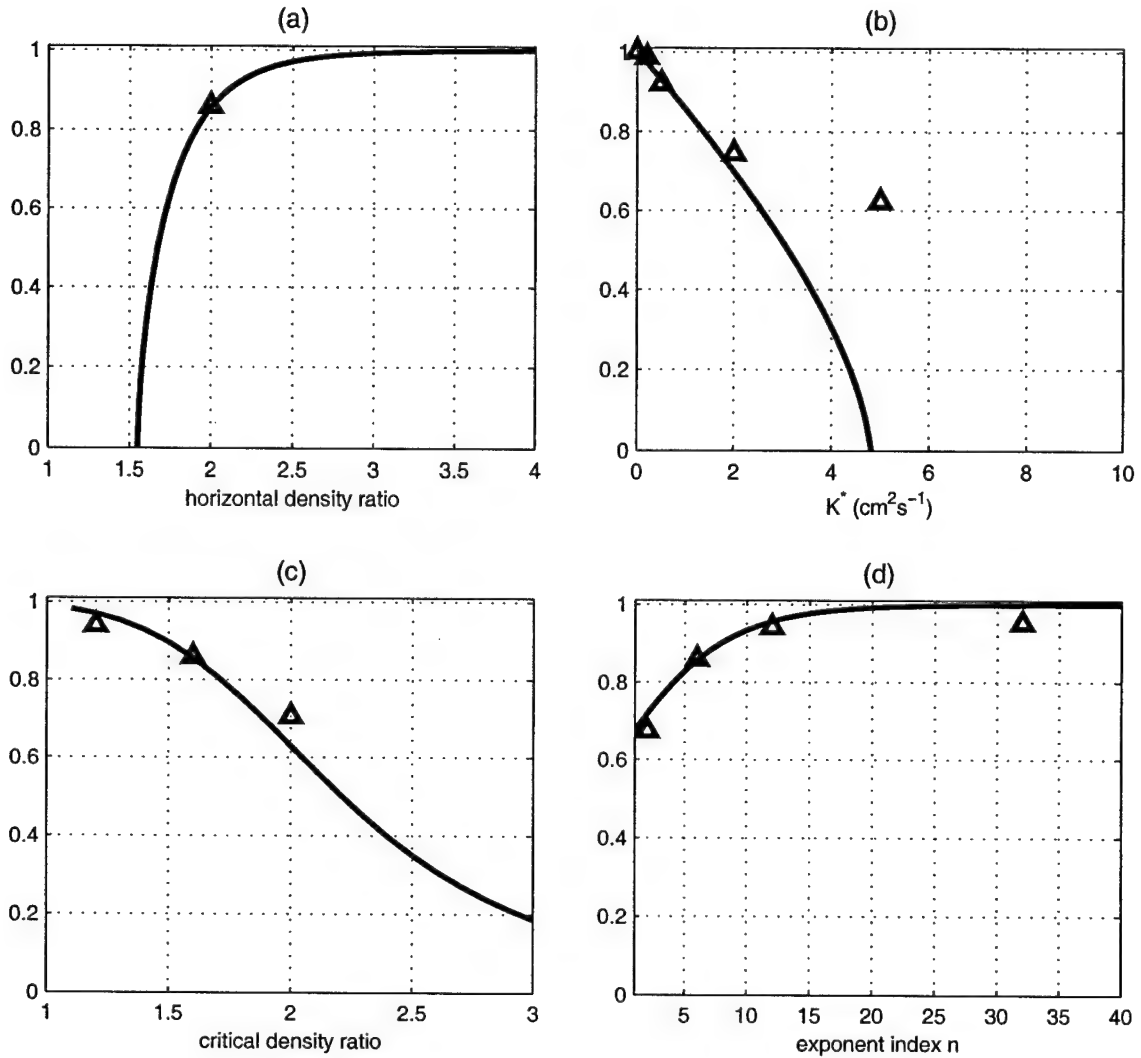 (a)
1
0.8
0.6
0.4
0.2
0
1 1.5 2 2.5 3 3.5 4
horizontal density ratio
(b)
1
0.8
0.6
0.4
0.2
0
0 2 4 6 8 10
K* (cm²s⁻¹)
(c)
1
0.8
0.6
0.4
0.2
0
1 1.5 2 2.5 3
critical density ratio
(d)
1
0.8
0.6
0.4
0.2
0
5 10 15 20 25 30 35 40
exponent index n